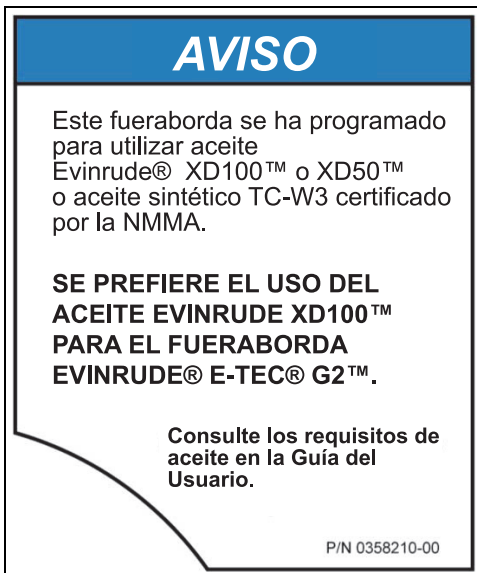 AVISO
Este fueraborda se ha programado
para utilizar aceite
Evinrude® XD100™ o XD50™
o aceite sintético TC-W3 certificado
por la NMMA.
SE PREFIERE EL USO DEL
ACEITE EVINRUDE XD100™
PARA EL FUERABORDA
EVINRUDE® E-TEC® G2™.
Consulte los requisitos de
aceite en la Guía del
Usuario.
P/N 0358210-00